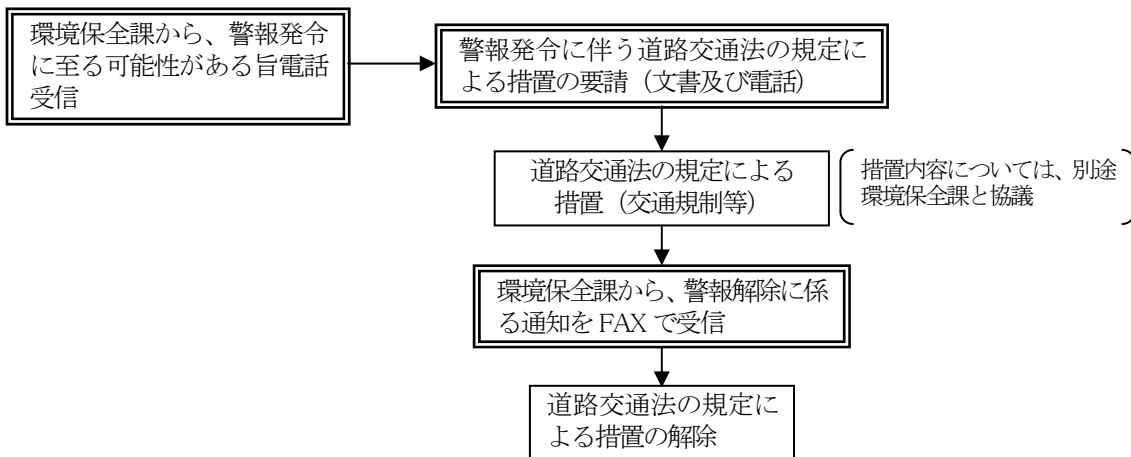 環境保全課から、警報発令
に至る可能性がある旨電話
受信
警報発令に伴う道路交通法の規定に
よる措置の要請（文書及び電話）
道路交通法の規定による
措置（交通規制等）
措置内容については、別途
環境保全課と協議
環境保全課から、警報解除に係
る通知を FAX で受信
道路交通法の規定に
よる措置の解除